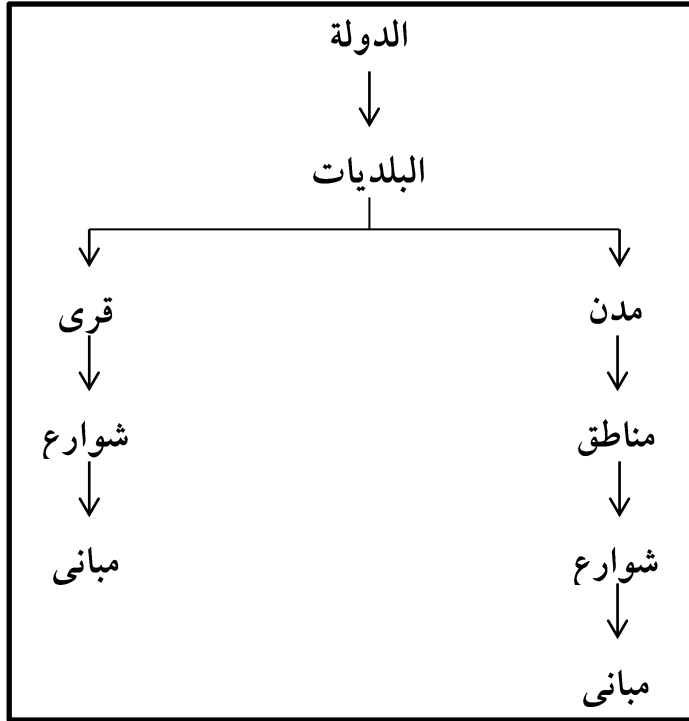 الدولة
البلديات
مدن
قرى
مناطق
شوارع
شوارع
مبانى
مبانى